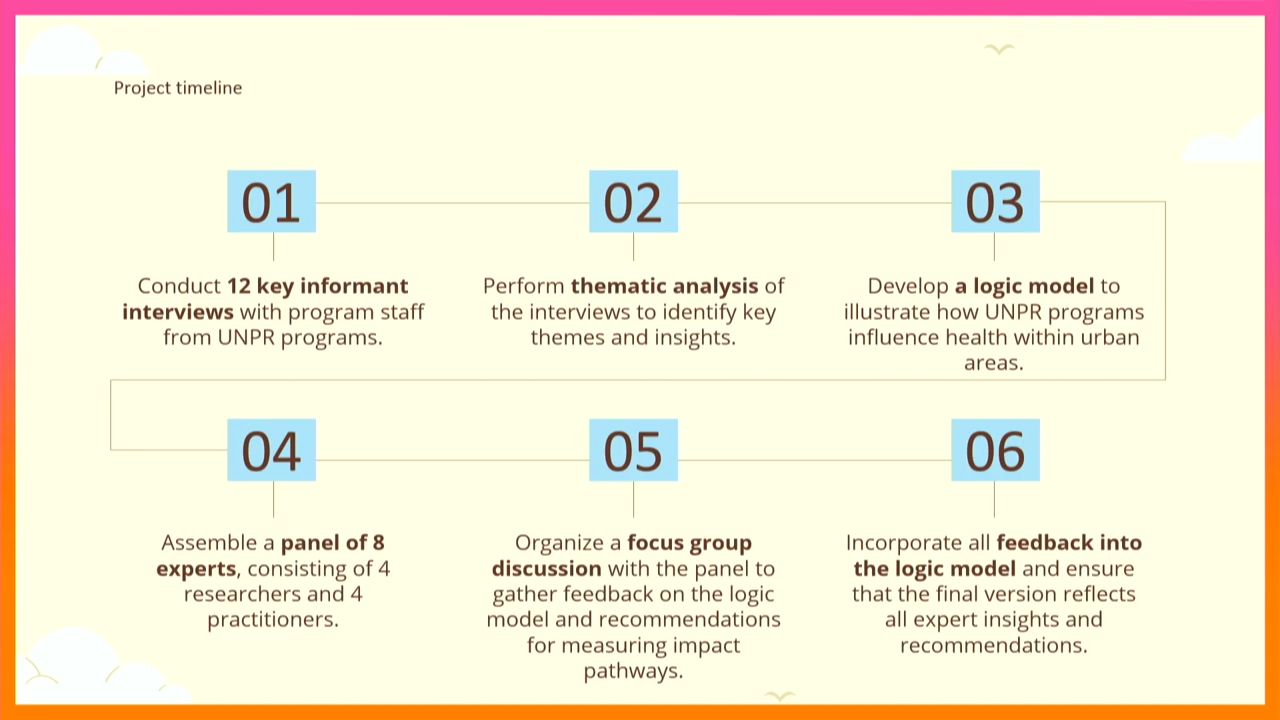 Project timeline
01
02
03
Conduct 12 key informant
interviews with program staff
from UNPR programs.
Perform thematic analysis of
the interviews to identify key
themes and insights.
Develop a logic model to
illustrate how UNPR programs
influence health within urban
areas.
04
05
06
Assemble a panel of 8
experts, consisting of 4
researchers and 4
practitioners.
Organize a focus group
discussion with the panel to
gather feedback on the logic
model and recommendations
for measuring impact
pathways.
Incorporate all feedback into
the logic model and ensure
that the final version reflects
all expert insights and
recommendations.